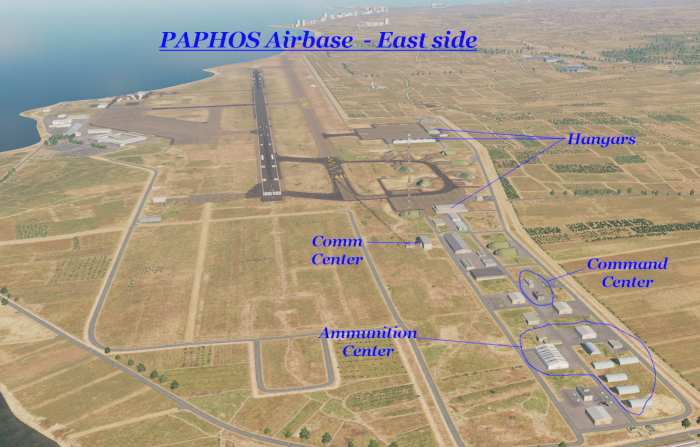 PAPHOS Airbase - East side
Hangars
Comm
Center
Command
Center
Ammunition
Center